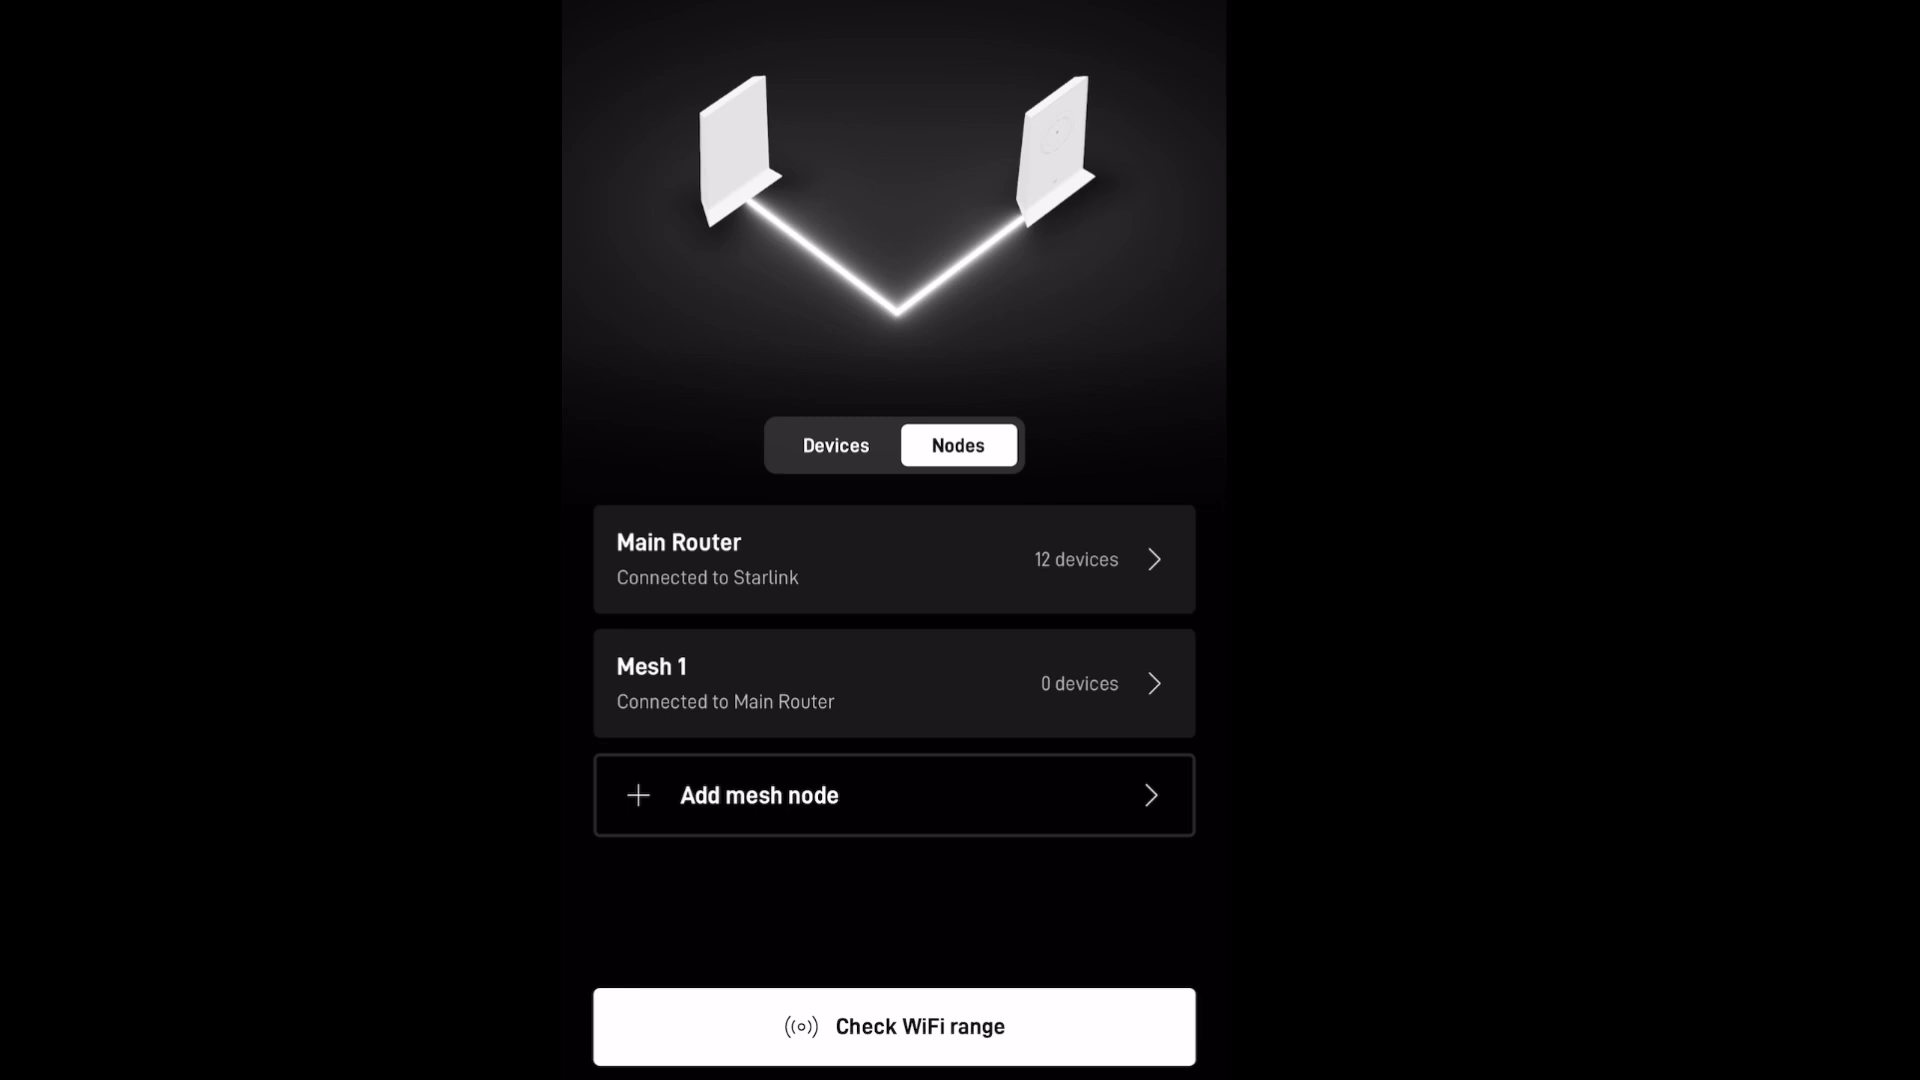 Devices
Nodes
Main Router
Connected to Starlink
12 devices
Mesh 1
Connected to Main Router
0 devices
Add mesh node
Check WiFi range